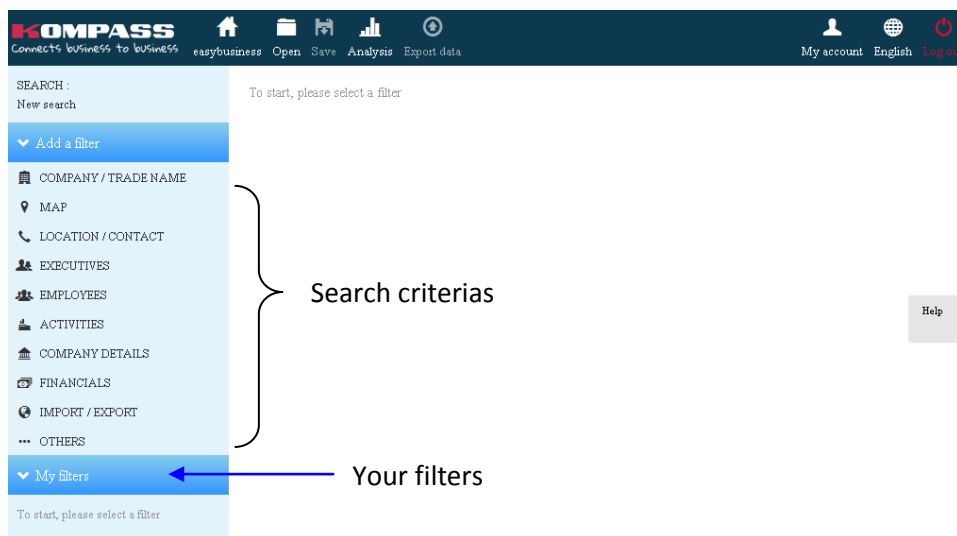 KOMPASS
Connects business to business
easybusiness Open Save Analysis Export data
My account English Log ou
SEARCH :
New search
To start, please select a filter
Add a filter
COMPANY / TRADE NAME
MAP
LOCATION / CONTACT
EXECUTIVES
EMPLOYEES
ACTIVITIES
COMPANY DETAILS
FINANCIALS
IMPORT / EXPORT
OTHERS
Search criterias
Help
My filters
Your filters
To start, please select a filter